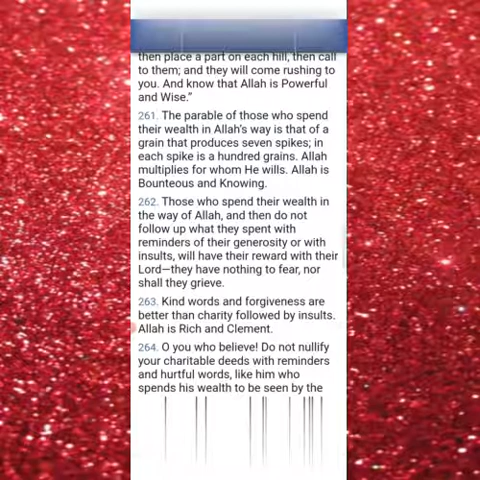 then place a part on each hill, then call
to them; and they will come rushing to
you. And know that Allah is Powerful
and Wise.”
261. The parable of those who spend
their wealth in Allah's way is that of a
grain that produces seven spikes; in
each spike is a hundred grains. Allah
multiplies for whom He wills. Allah is
Bounteous and Knowing.
262. Those who spend their wealth in
the way of Allah, and then do not
follow up what they spent with
reminders of their generosity or with
insults, will have their reward with their
Lord—they have nothing to fear, nor
shall they grieve.
263. Kind words and forgiveness are
better than charity followed by insults.
Allah is Rich and Clement.
264. O you who believe! Do not nullify
your charitable deeds with reminders
and hurtful words, like him who
spends his wealth to be seen by the